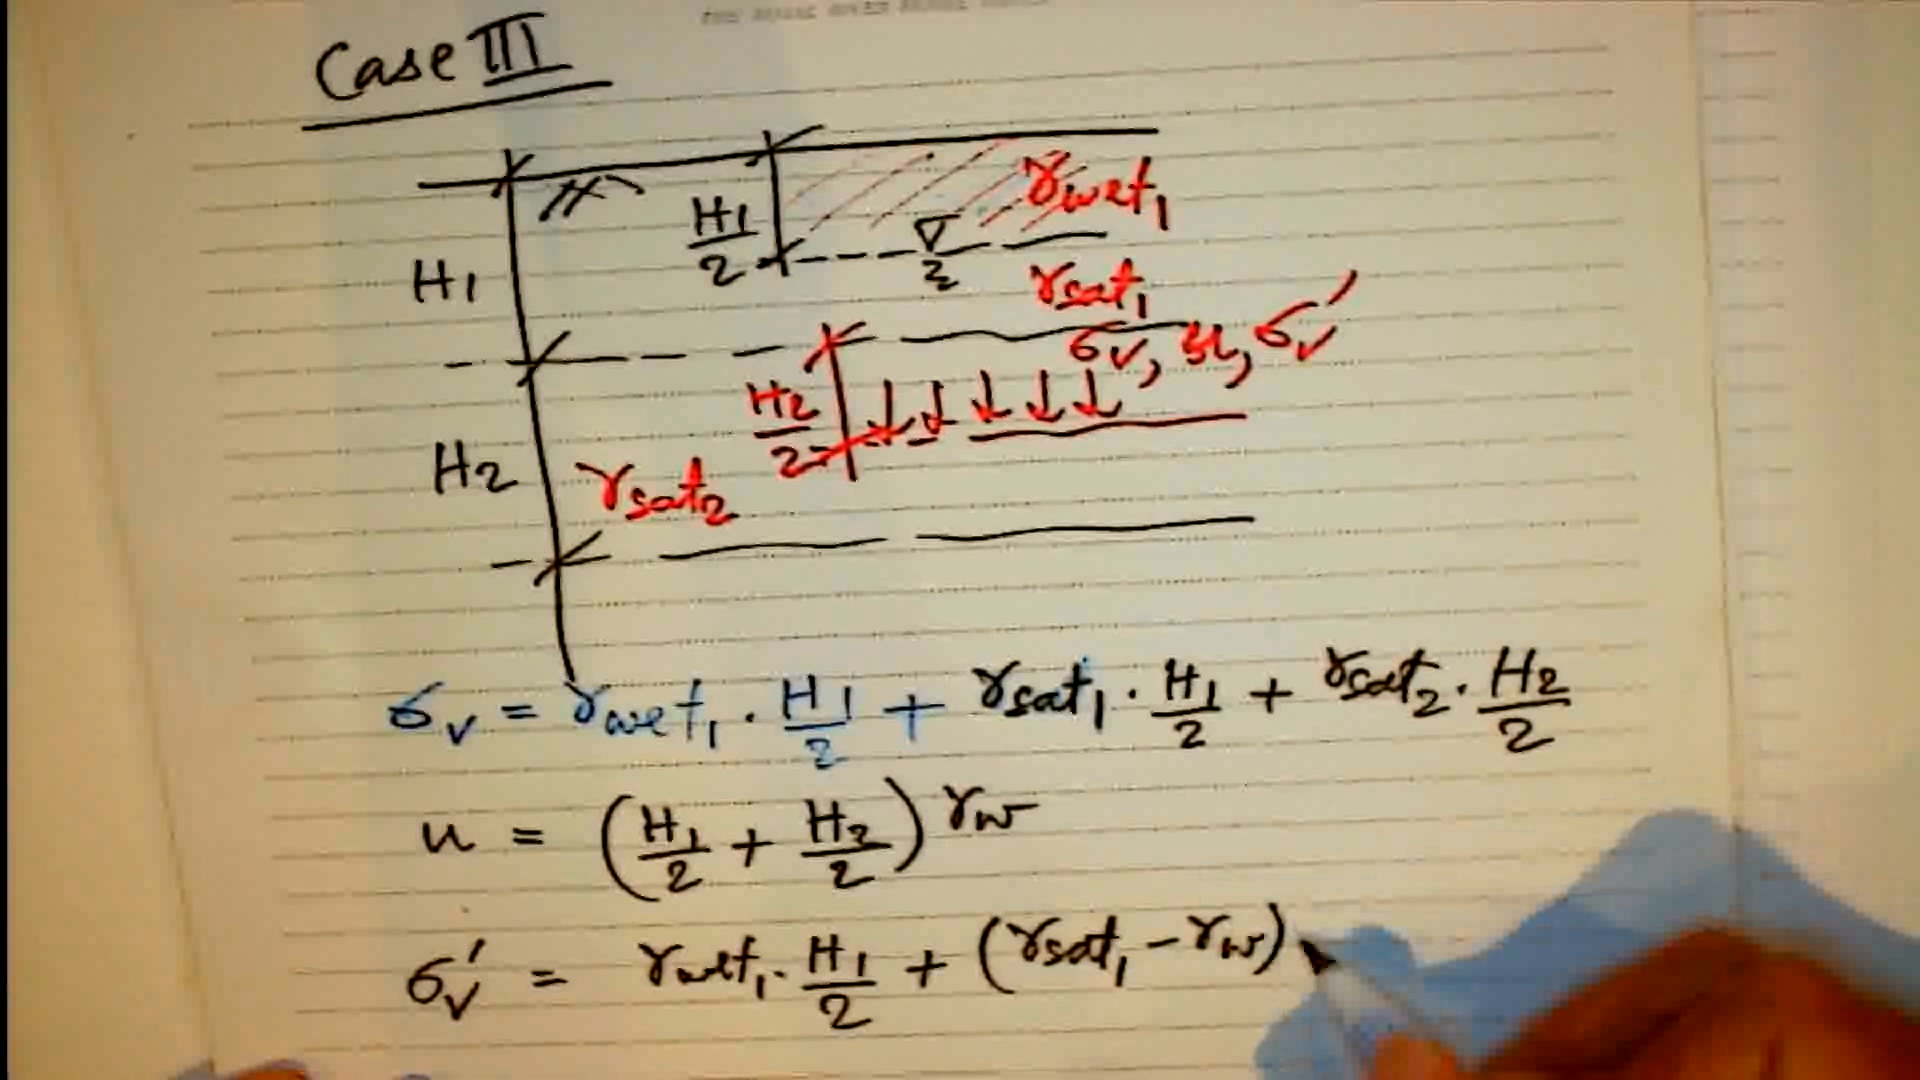 Case III
γwet₁
H₁/2
H₁
γsat₁
σᵥ, u, σᵥ′
H₂/2
H₂
γsat₂
σᵥ = γwet₁ · H₁/2 + γsat₁ · H₁/2 + γsat₂ · H₂/2
u = (H₁/2 + H₂/2) γw
σᵥ′ = γwet₁ · H₁/2 + (γsat₁ − γw)